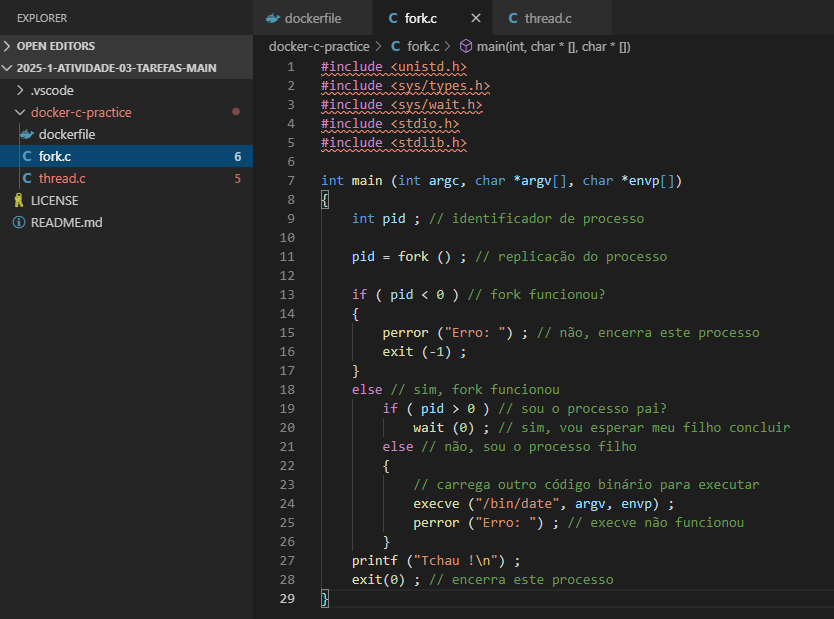 EXPLORER
OPEN EDITORS
2025-1-ATIVIDADE-03-TAREFAS-MAIN
.vscode
docker-c-practice
dockerfile
C fork.c 6
C thread.c 5
LICENSE
README.md
dockerfile
C fork.c ×
C thread.c
docker-c-practice > C fork.c > main(int, char * [], char * [])
1 #include <unistd.h>
2 #include <sys/types.h>
3 #include <sys/wait.h>
4 #include <stdio.h>
5 #include <stdlib.h>
6
7 int main (int argc, char *argv[], char *envp[])
8 {
9     int pid ; // identificador de processo
10
11     pid = fork () ; // replicação do processo
12
13     if ( pid < 0 ) // fork funcionou?
14     {
15         perror ("Erro: ") ; // não, encerra este processo
16         exit (-1) ;
17     }
18     else // sim, fork funcionou
19         if ( pid > 0 ) // sou o processo pai?
20             wait (0) ; // sim, vou esperar meu filho concluir
21         else // não, sou o processo filho
22         {
23             // carrega outro código binário para executar
24             execve ("/bin/date", argv, envp) ;
25             perror ("Erro: ") ; // execve não funcionou
26         }
27     printf ("Tchau !\n") ;
28     exit(0) ; // encerra este processo
29 }